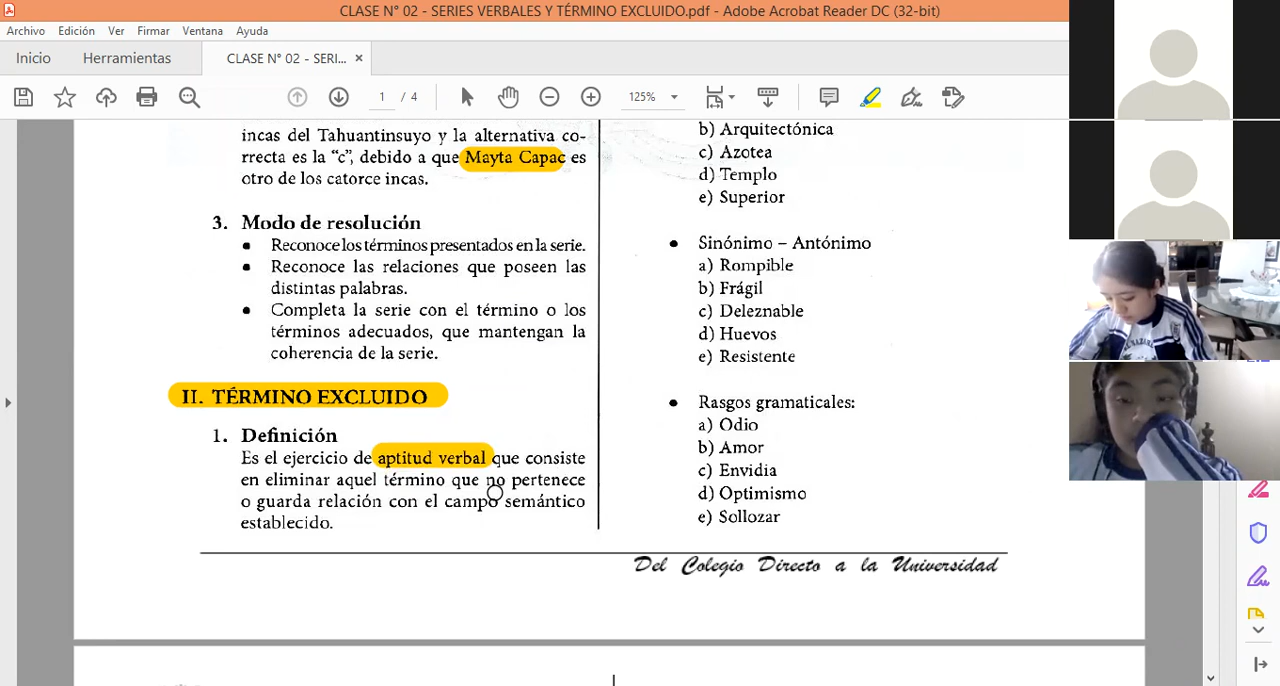 CLASE N° 02 - SERIES VERBALES Y TÉRMINO EXCLUIDO.pdf - Adobe Acrobat Reader DC (32-bit)
Archivo Edición Ver Firmar Ventana Ayuda
Inicio Herramientas CLASE N° 02 - SERI... ×
1 / 4 125%
incas del Tahuantinsuyo y la alternativa co-
rrecta es la “c”, debido a que Mayta Capac es
otro de los catorce incas.
3. Modo de resolución
• Reconoce los términos presentados en la serie.
• Reconoce las relaciones que poseen las
distintas palabras.
• Completa la serie con el término o los
términos adecuados, que mantengan la
coherencia de la serie.
II. TÉRMINO EXCLUIDO
1. Definición
Es el ejercicio de aptitud verbal que consiste
en eliminar aquel término que no pertenece
o guarda relación con el campo semántico
establecido.
b) Arquitectónica
c) Azotea
d) Templo
e) Superior
• Sinónimo – Antónimo
a) Rompible
b) Frágil
c) Deleznable
d) Huevos
e) Resistente
• Rasgos gramaticales:
a) Odio
b) Amor
c) Envidia
d) Optimismo
e) Sollozar
Del Colegio Directo a la Universidad